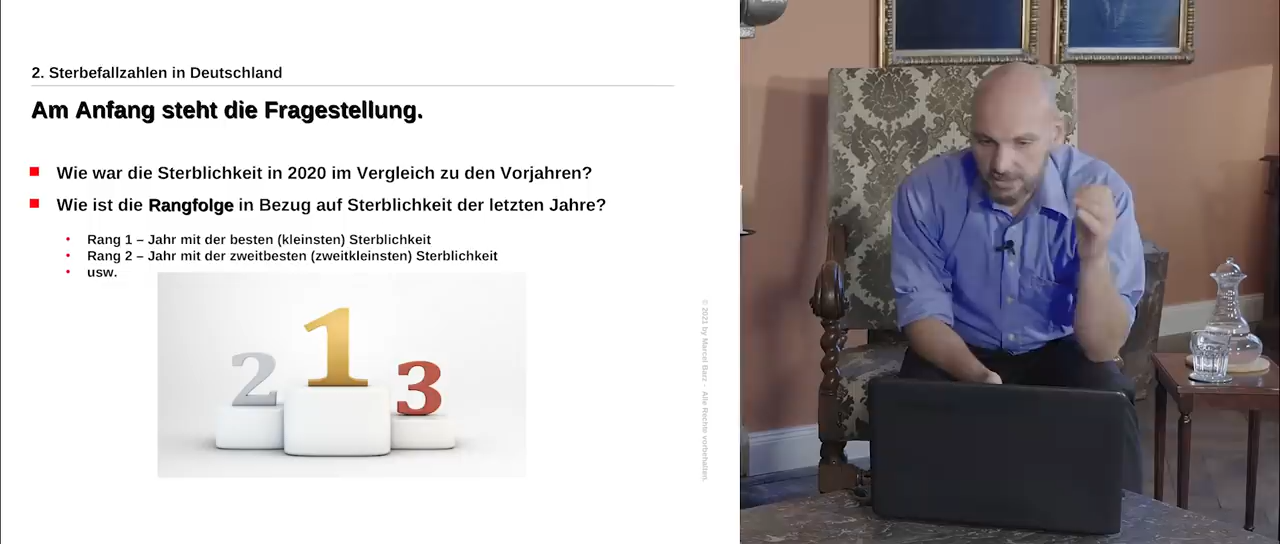 2. Sterbefallzahlen in Deutschland
Am Anfang steht die Fragestellung.
Wie war die Sterblichkeit in 2020 im Vergleich zu den Vorjahren?
Wie ist die Rangfolge in Bezug auf Sterblichkeit der letzten Jahre?
Rang 1 – Jahr mit der besten (kleinsten) Sterblichkeit
Rang 2 – Jahr mit der zweitbesten (zweitkleinsten) Sterblichkeit
usw.
2 1 3
© 2021 by Marcel Barz - Alle Rechte vorbehalten.